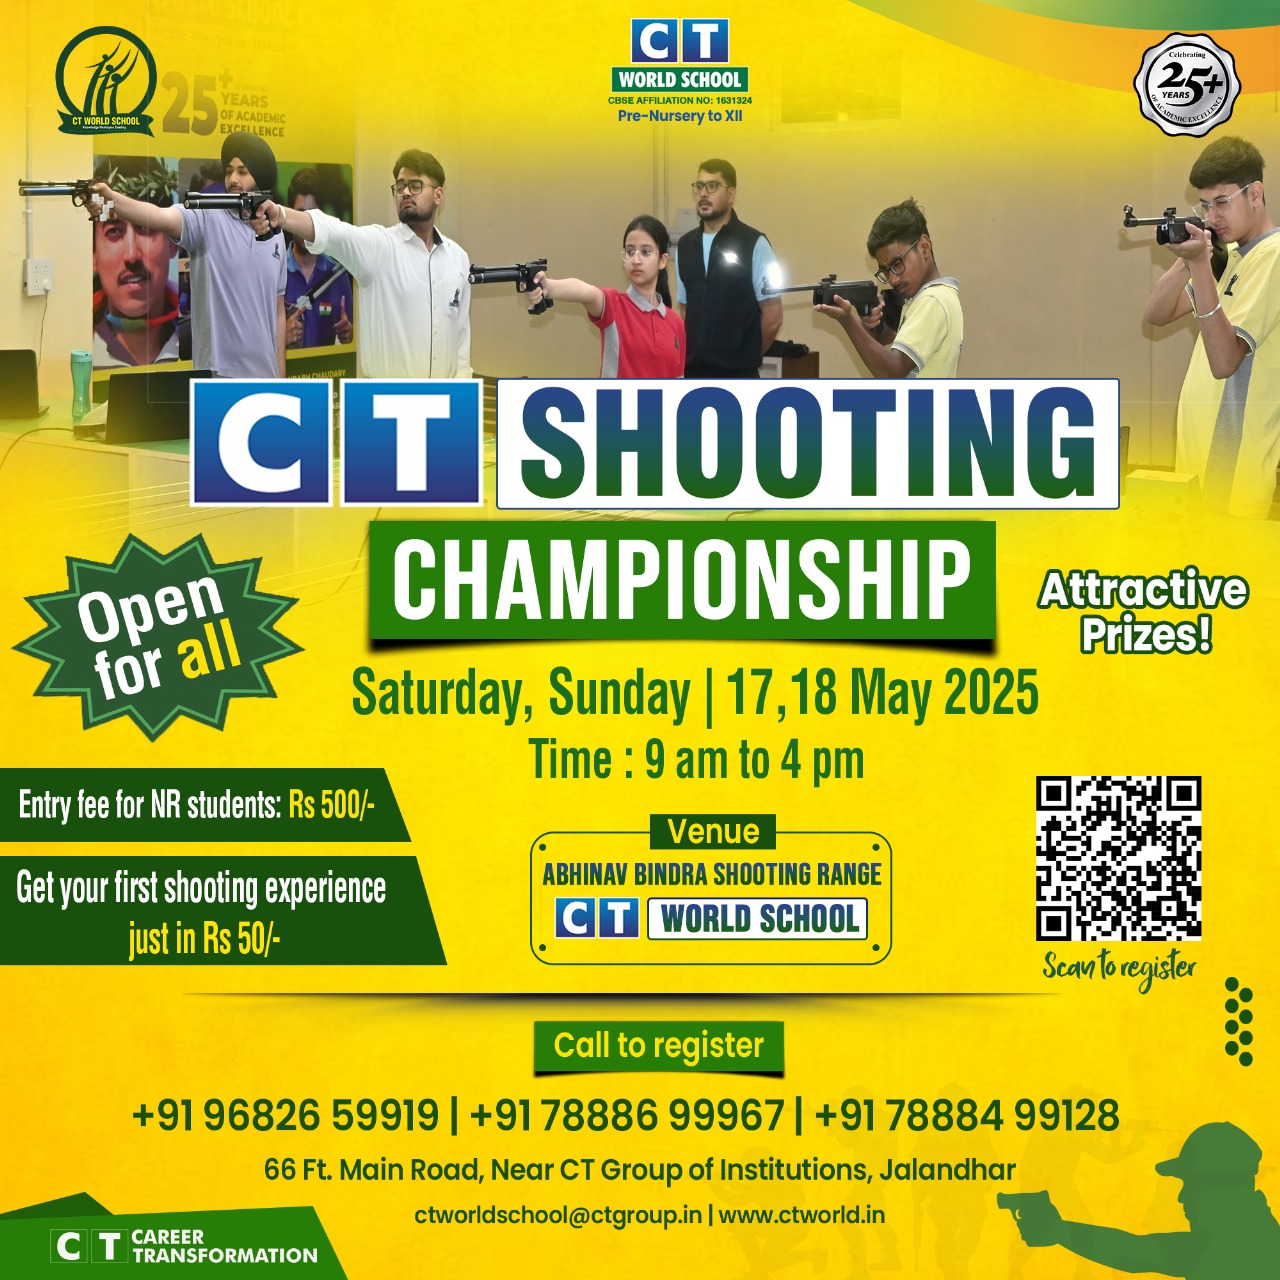 CT WORLD SCHOOL
25+
YEARS
OF ACADEMIC
EXCELLENCE
C T
WORLD SCHOOL
CBSE AFFILIATION NO: 1631324
Pre-Nursery to XII
Celebrating
25+
YEARS
OF ACADEMIC EXCELLENCE
C T SHOOTING
CHAMPIONSHIP
Open
for all
Attractive
Prizes!
Saturday, Sunday | 17,18 May 2025
Time : 9 am to 4 pm
Entry fee for NR students: Rs 500/-
Get your first shooting experience
just in Rs 50/-
Venue
ABHINAV BINDRA SHOOTING RANGE
C T WORLD SCHOOL
Scan to register
Call to register
+91 96826 59919 | +91 78886 99967 | +91 78884 99128
66 Ft. Main Road, Near CT Group of Institutions, Jalandhar
ctworldschool@ctgroup.in | www.ctworld.in
C T CAREER
TRANSFORMATION